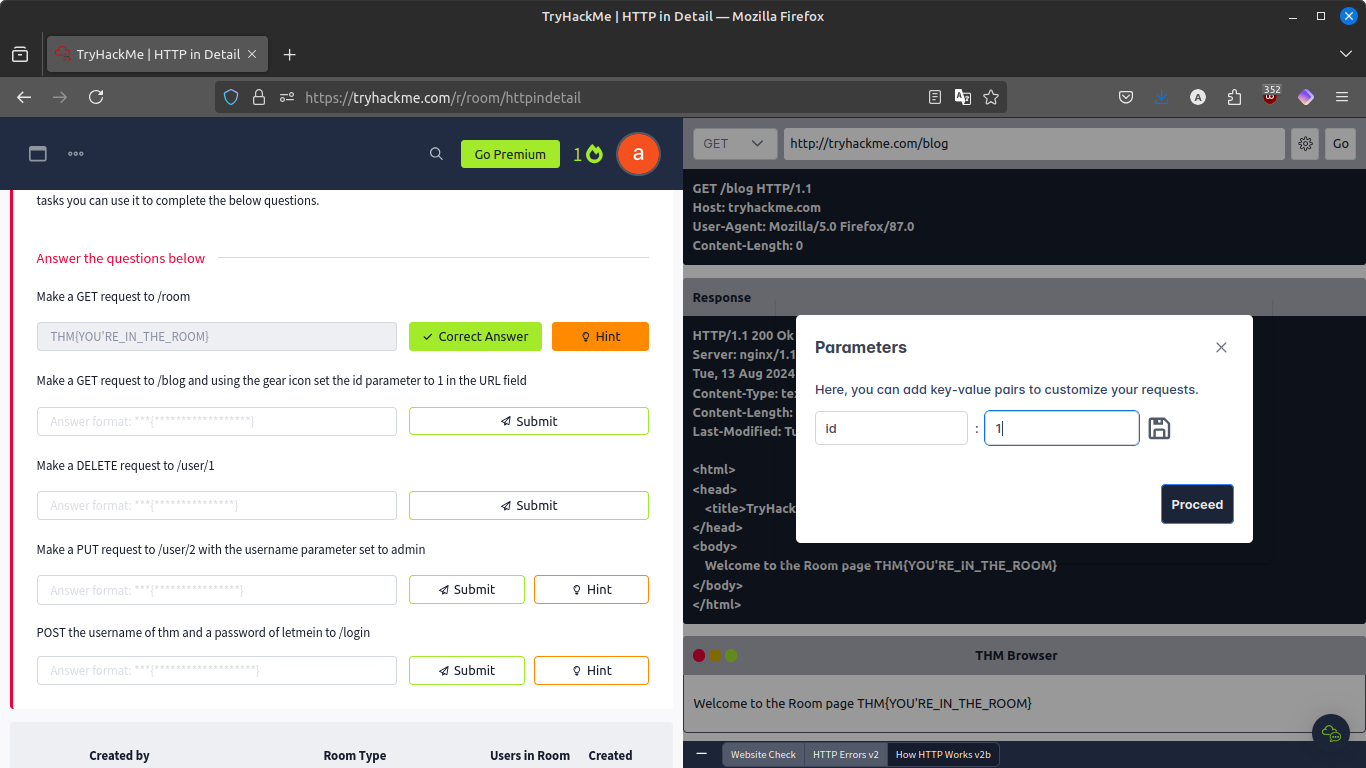 TryHackMe | HTTP in Detail — Mozilla Firefox
TryHackMe | HTTP in Detail
https://tryhackme.com/r/room/httpindetail
A
352
Go Premium
1
a
tasks you can use it to complete the below questions.
Answer the questions below
Make a GET request to /room
THM{YOU'RE_IN_THE_ROOM}
Correct Answer
Hint
Make a GET request to /blog and using the gear icon set the id parameter to 1 in the URL field
Answer format: ***{******************}
Submit
Make a DELETE request to /user/1
Answer format: ***{***************}
Submit
Make a PUT request to /user/2 with the username parameter set to admin
Answer format: ***{****************}
Submit
Hint
POST the username of thm and a password of letmein to /login
Answer format: ***{*******************}
Submit
Hint
Created by
Room Type
Users in Room
Created
GET
http://tryhackme.com/blog
Go
GET /blog HTTP/1.1
Host: tryhackme.com
User-Agent: Mozilla/5.0 Firefox/87.0
Content-Length: 0
Response
HTTP/1.1 200 Ok
Server: nginx/1.1
Tue, 13 Aug 2024
Content-Type: te
Content-Length:
Last-Modified: Tu
<html>
<head>
<title>TryHack
</head>
<body>
Welcome to the Room page THM{YOU'RE_IN_THE_ROOM}
</body>
</html>
Parameters
Here, you can add key-value pairs to customize your requests.
id : 1
Proceed
THM Browser
Welcome to the Room page THM{YOU'RE_IN_THE_ROOM}
Website Check
HTTP Errors v2
How HTTP Works v2b